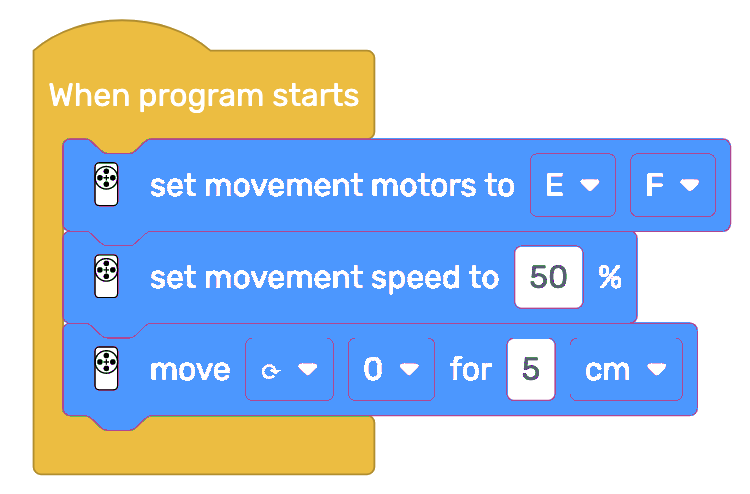 When program starts
set movement motors to E F
set movement speed to 50 %
move 0 for 5 cm